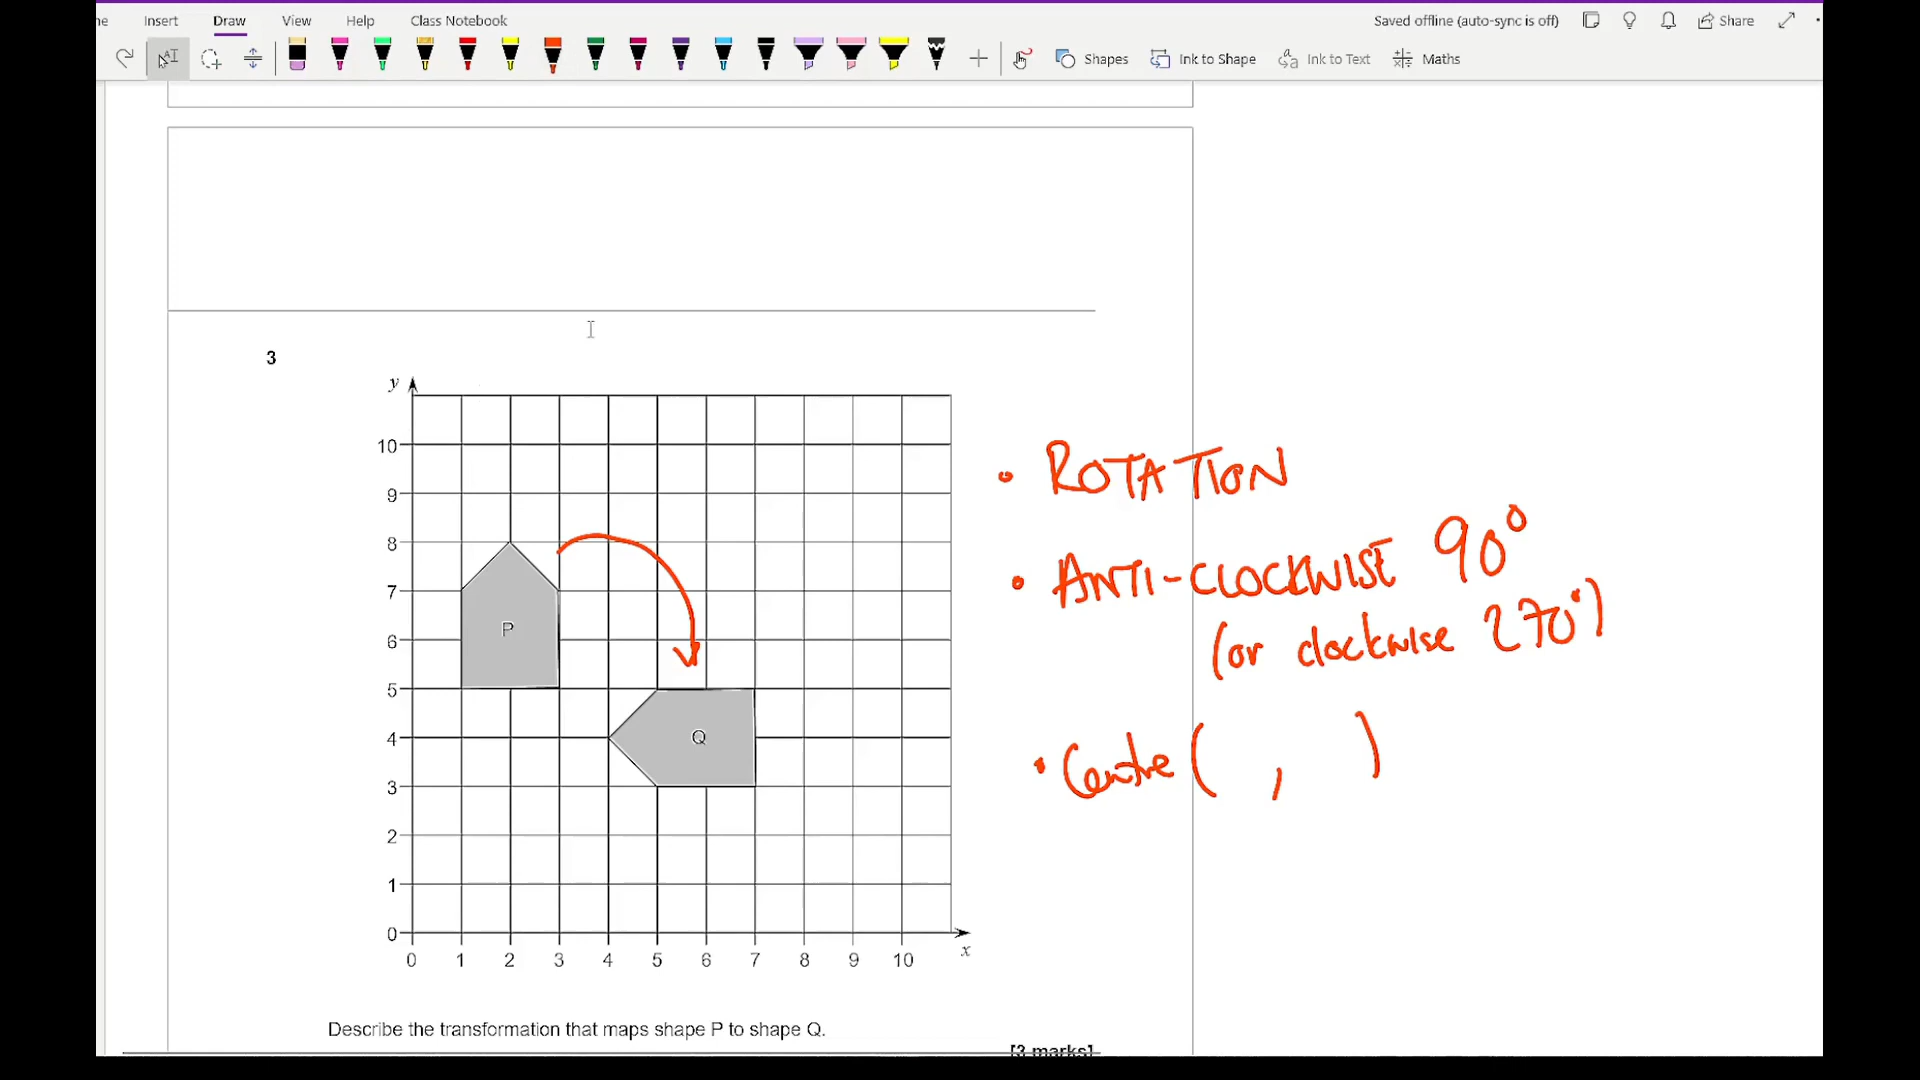 Insert Draw View Help Class Notebook Saved offline (auto-sync is off) Share
Shapes Ink to Shape Ink to Text Maths
3
y
10
9
8
7
6
5
4
3
2
1
0
0 1 2 3 4 5 6 7 8 9 10
x
P
Q
• ROTATION
• ANTI-CLOCKWISE 90°
(or clockwise 270°)
• Centre ( , )
Describe the transformation that maps shape P to shape Q.
[3 marks]